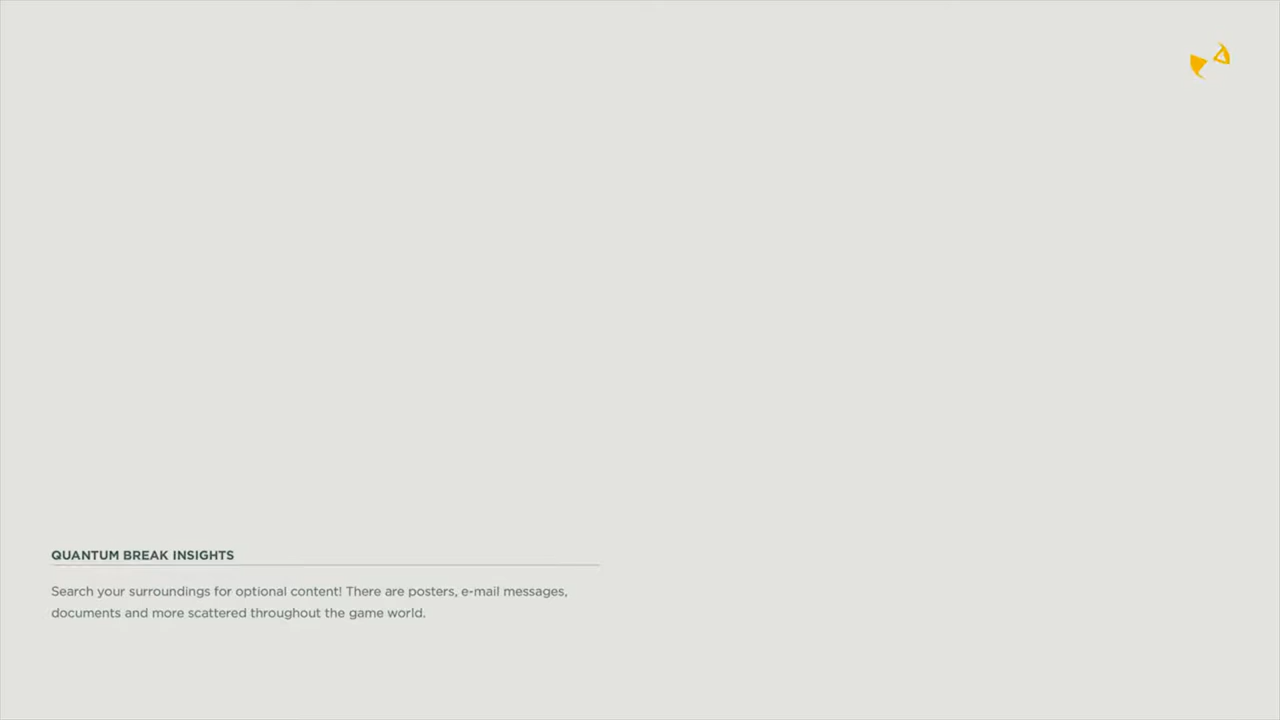 QUANTUM BREAK INSIGHTS
Search your surroundings for optional content! There are posters, e-mail messages,
documents and more scattered throughout the game world.